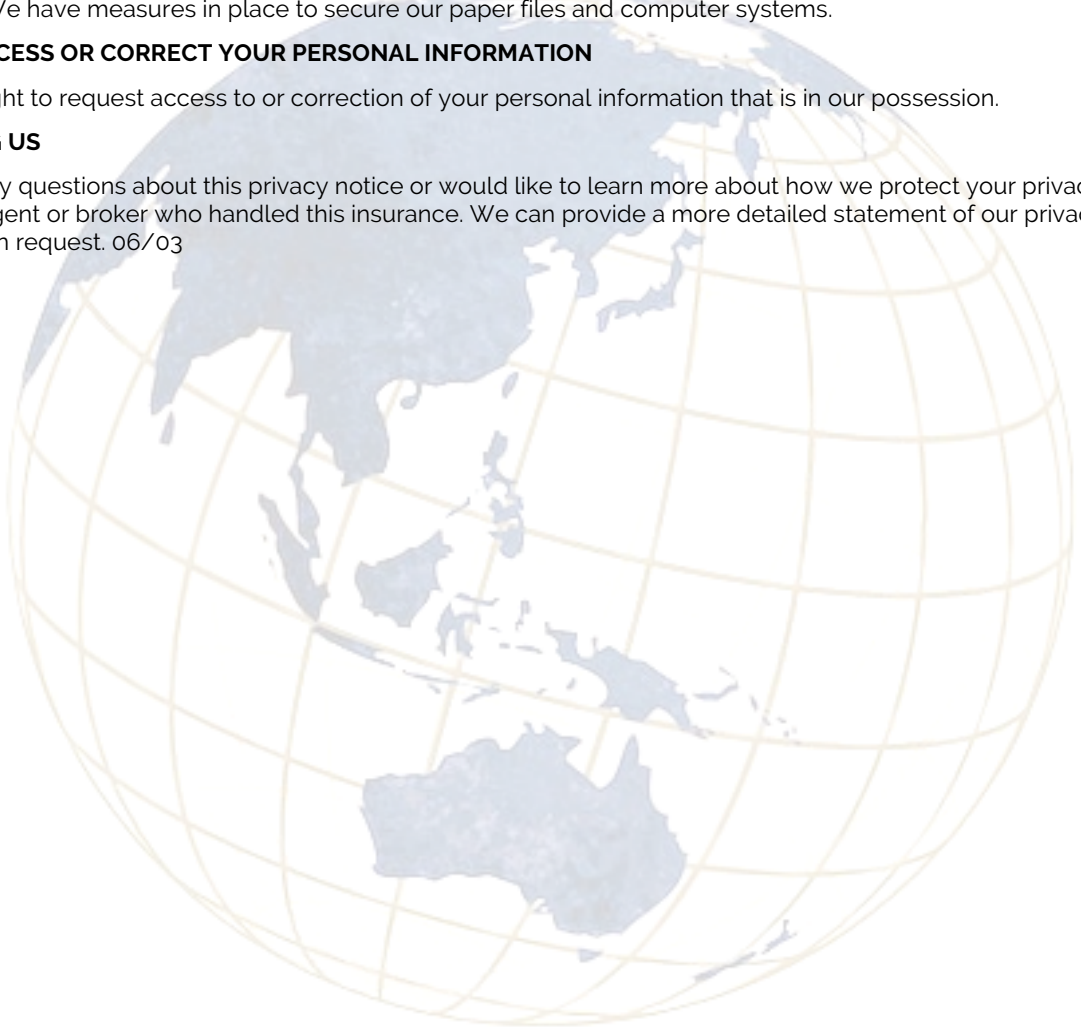 We have measures in place to secure our paper files and computer systems.
CESS OR CORRECT YOUR PERSONAL INFORMATION
ht to request access to or correction of your personal information that is in our possession.
G US
y questions about this privacy notice or would like to learn more about how we protect your privac
gent or broker who handled this insurance. We can provide a more detailed statement of our privac
n request. 06/03